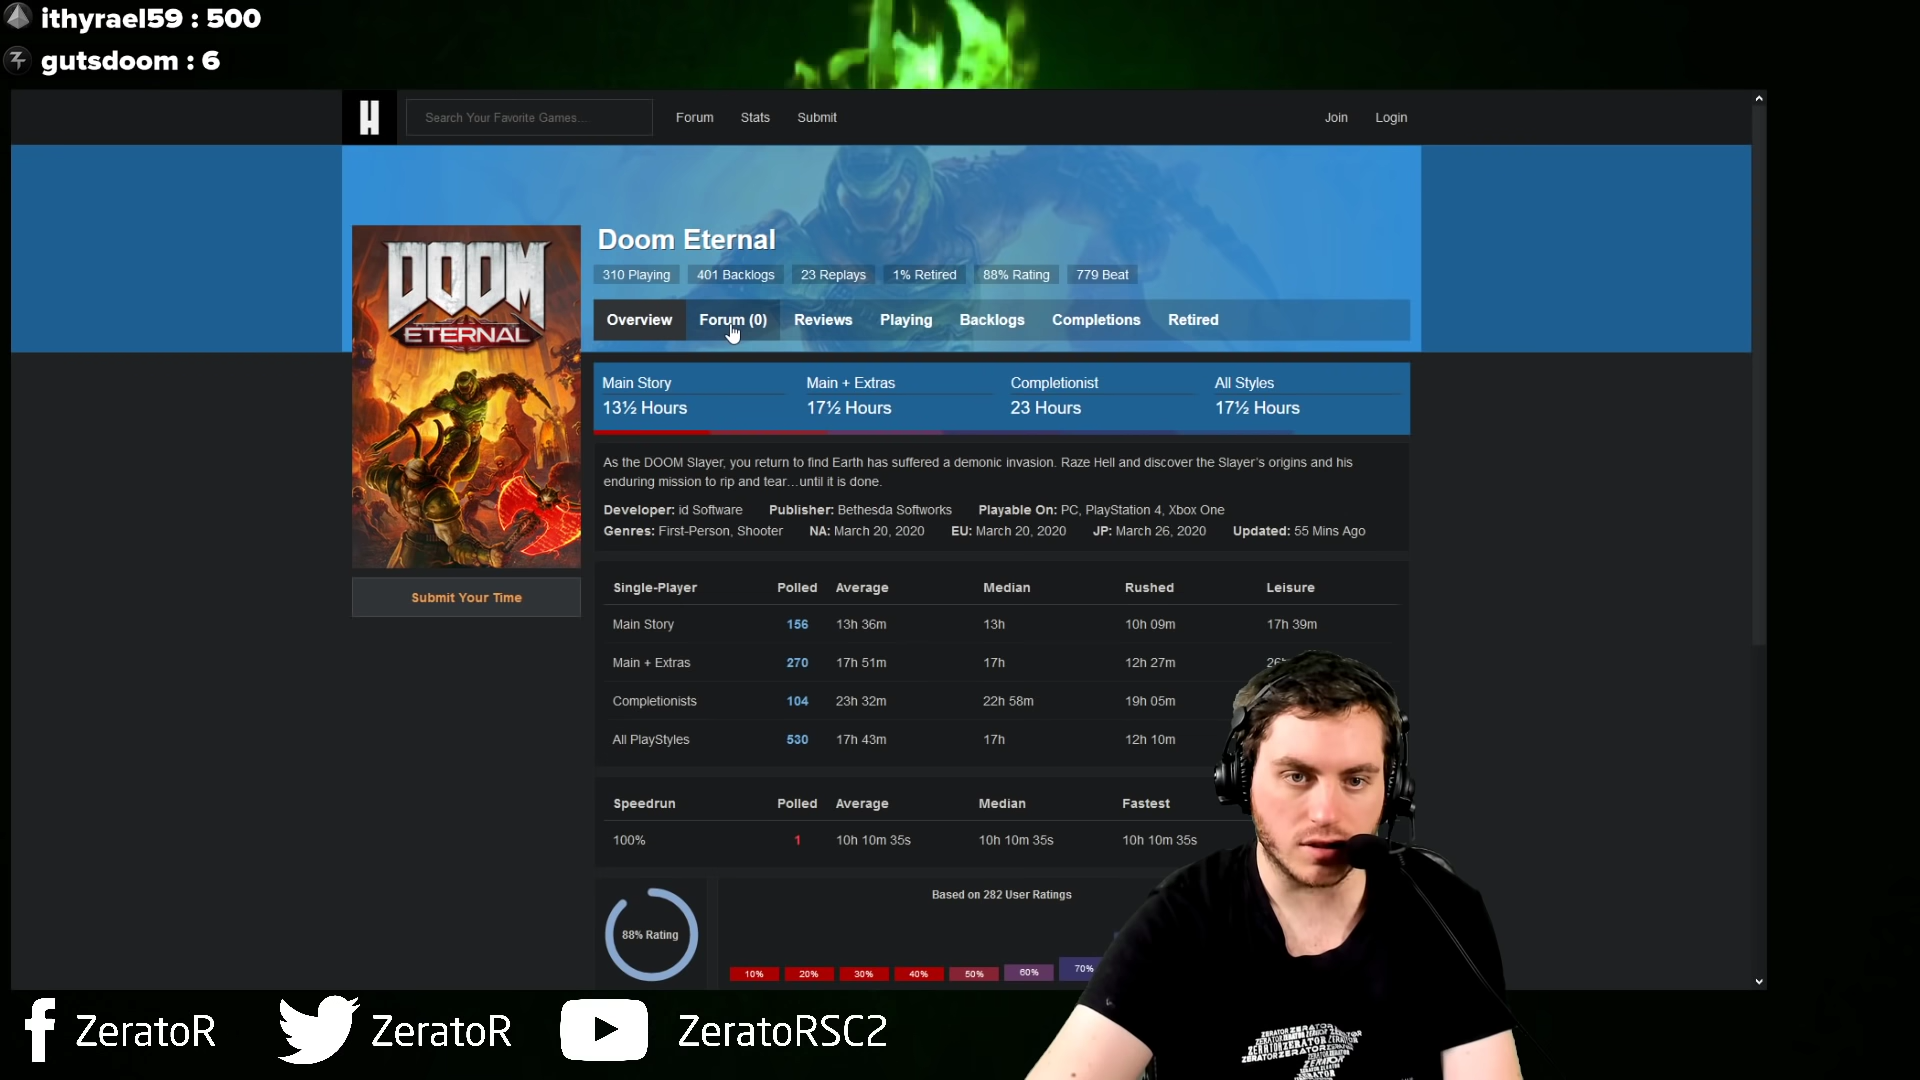 ithyrael59 : 500
gutsdoom : 6
H
Search Your Favorite Games...
Forum Stats Submit
Join Login
Doom Eternal
310 Playing 401 Backlogs 23 Replays 1% Retired 88% Rating 779 Beat
Overview Forum (0) Reviews Playing Backlogs Completions Retired
DOOM
ETERNAL
Main Story Main + Extras Completionist All Styles
13½ Hours 17½ Hours 23 Hours 17½ Hours
As the DOOM Slayer, you return to find Earth has suffered a demonic invasion. Raze Hell and discover the Slayer's origins and his
enduring mission to rip and tear…until it is done.
Developer: id Software Publisher: Bethesda Softworks Playable On: PC, PlayStation 4, Xbox One
Genres: First-Person, Shooter NA: March 20, 2020 EU: March 20, 2020 JP: March 26, 2020 Updated: 55 Mins Ago
Submit Your Time
Single-Player Polled Average Median Rushed Leisure
Main Story 156 13h 36m 13h 10h 09m 17h 39m
Main + Extras 270 17h 51m 17h 12h 27m
Completionists 104 23h 32m 22h 58m 19h 05m
All PlayStyles 530 17h 43m 17h 12h 10m
Speedrun Polled Average Median Fastest
100% 1 10h 10m 35s 10h 10m 35s 10h 10m 35s
Based on 282 User Ratings
88% Rating
10% 20% 30% 40% 50% 60% 70%
ZeratoR ZeratoR ZeratoRSC2